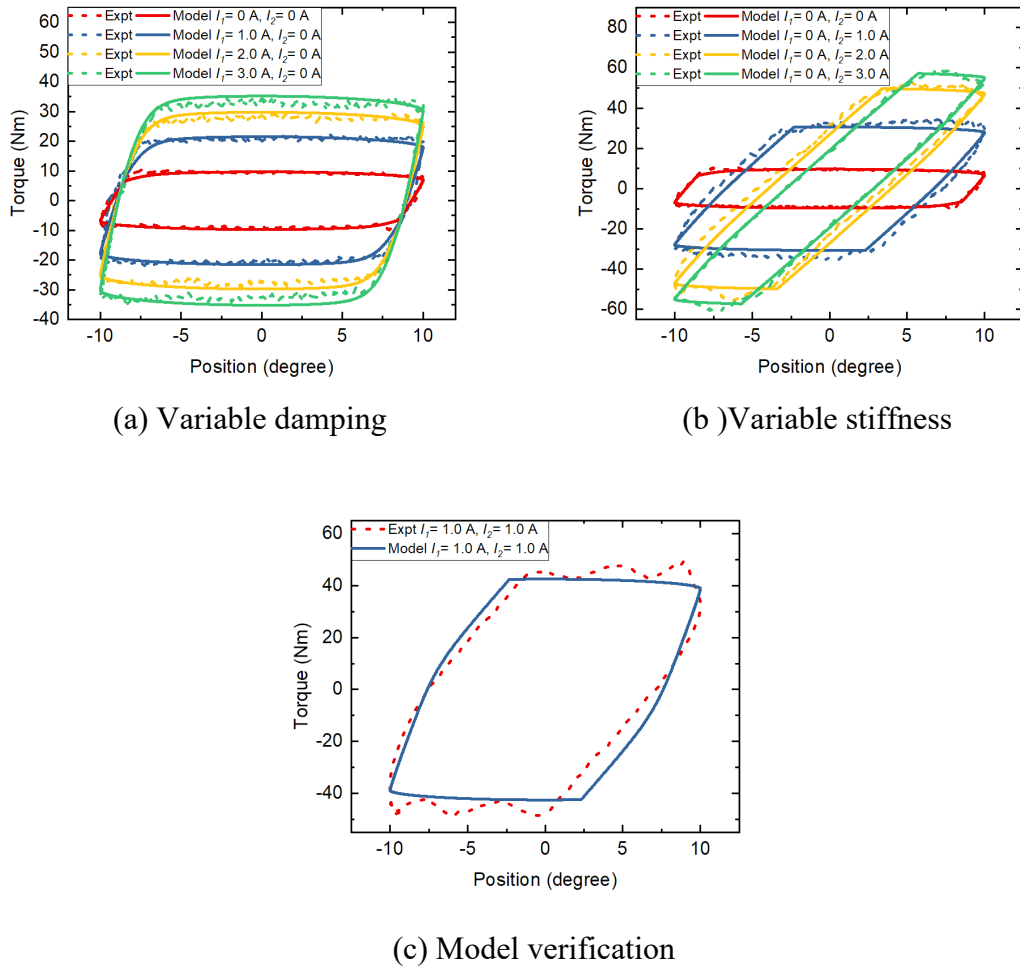 Expt Model I1= 0 A, I2= 0 A
Expt Model I1= 1.0 A, I2= 0 A
Expt Model I1= 2.0 A, I2= 0 A
Expt Model I1= 3.0 A, I2= 0 A
60
50
40
30
20
10
0
-10
-20
-30
-40
Torque (Nm)
-10 -5 0 5 10
Position (degree)
(a) Variable damping
Expt Model I1= 0 A, I2= 0 A
Expt Model I1= 0 A, I2= 1.0 A
Expt Model I1= 0 A, I2= 2.0 A
Expt Model I1= 0 A, I2= 3.0 A
80
60
40
20
0
-20
-40
-60
Torque (Nm)
-10 -5 0 5 10
Position (degree)
(b )Variable stiffness
Expt I1= 1.0 A, I2= 1.0 A
Model I1= 1.0 A, I2= 1.0 A
60
40
20
0
-20
-40
Torque (Nm)
-10 -5 0 5 10
Position (degree)
(c) Model verification